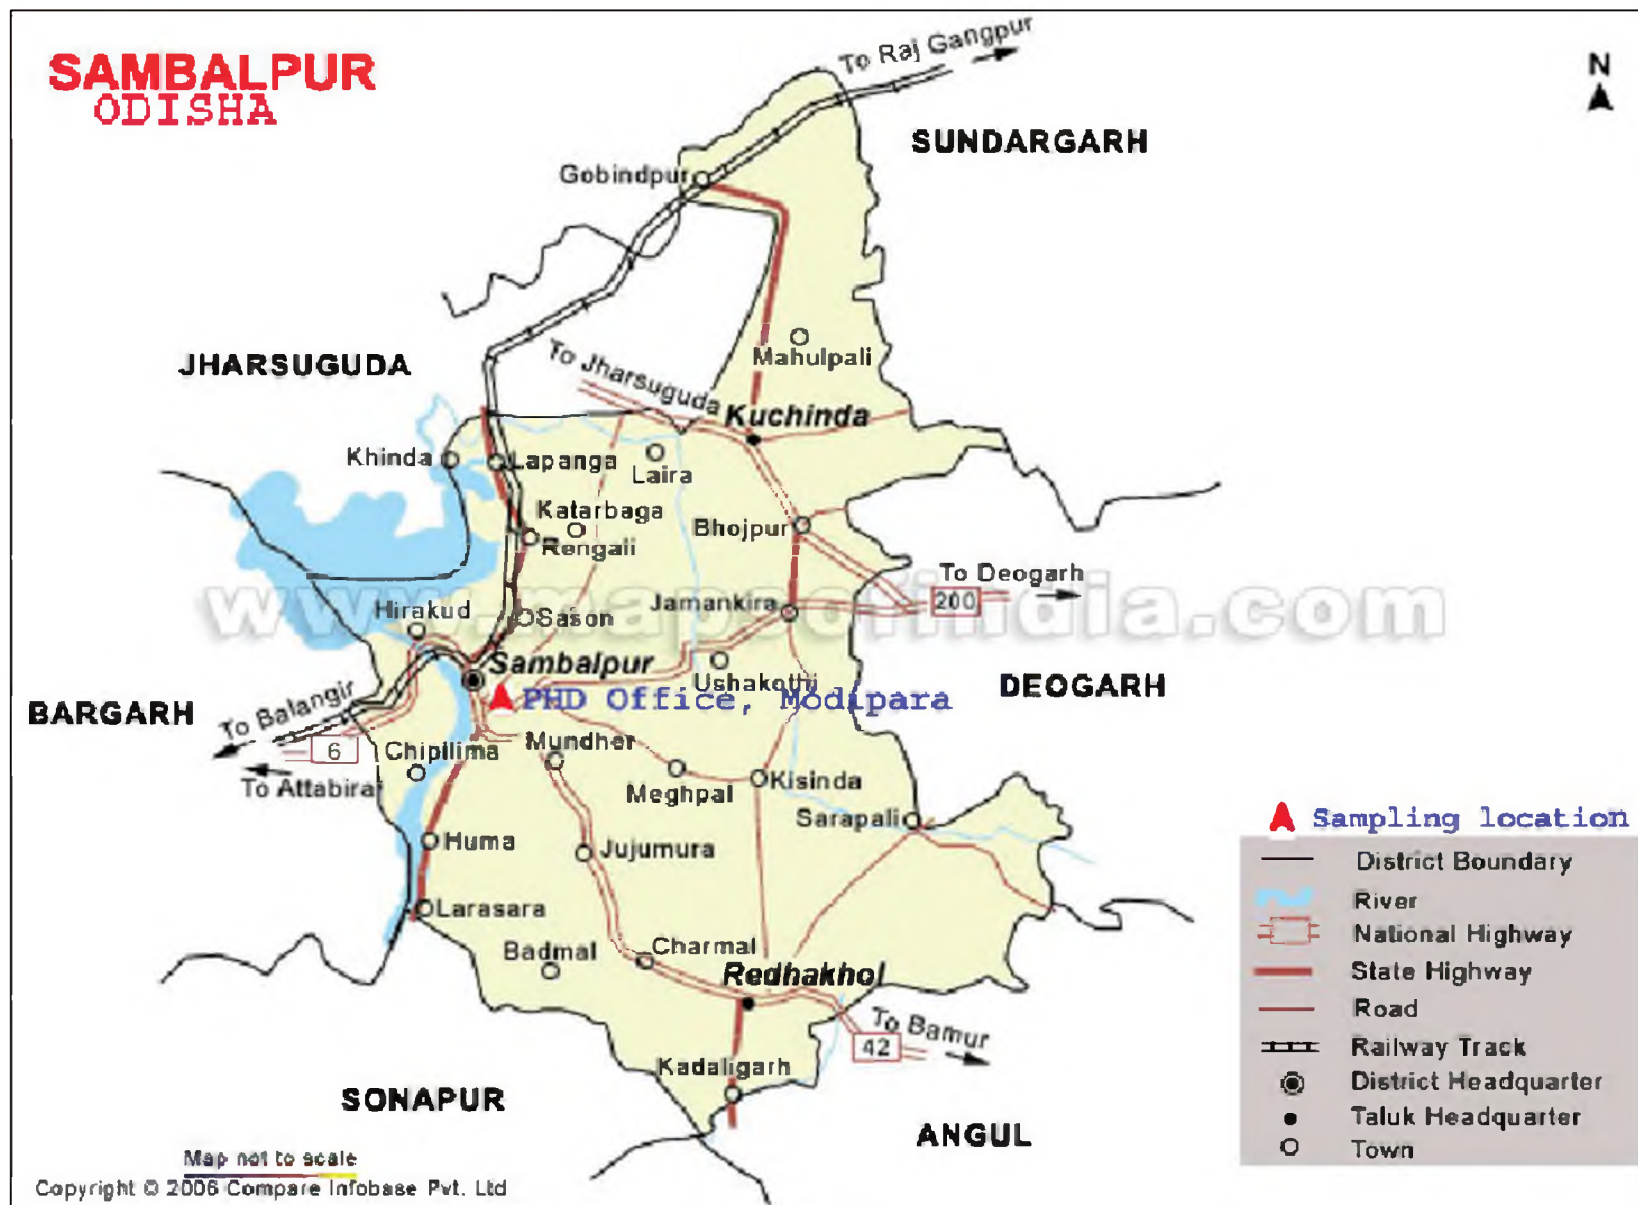 SAMBALPUR
ODISHA
To Raj Gangpur
N
SUNDARGARH
Gobindpur
JHARSUGUDA
To Jharsuguda
Mahulpali
Kuchinda
Khinda
Lapanga
Laira
Katarbaga
Rengali
Bhojpur
To Deogarh
200
www.mapsofindia.com
Hirakud
Sason
Jamankira
Sambalpur
Ushakothi
DEOGARH
PHD Office, Modipara
BARGARH
To Balangir
6
To Attabira
Chipilima
Mundher
Meghpal
Kisinda
Sarapali
Huma
Jujumura
Larasara
Badmal
Charmal
Redhakhol
To Bamur
42
Kadaligarh
SONAPUR
ANGUL
Sampling location
District Boundary
River
National Highway
State Highway
Road
Railway Track
District Headquarter
Taluk Headquarter
Town
Map not to scale
Copyright © 2006 Compare Infobase Pvt. Ltd